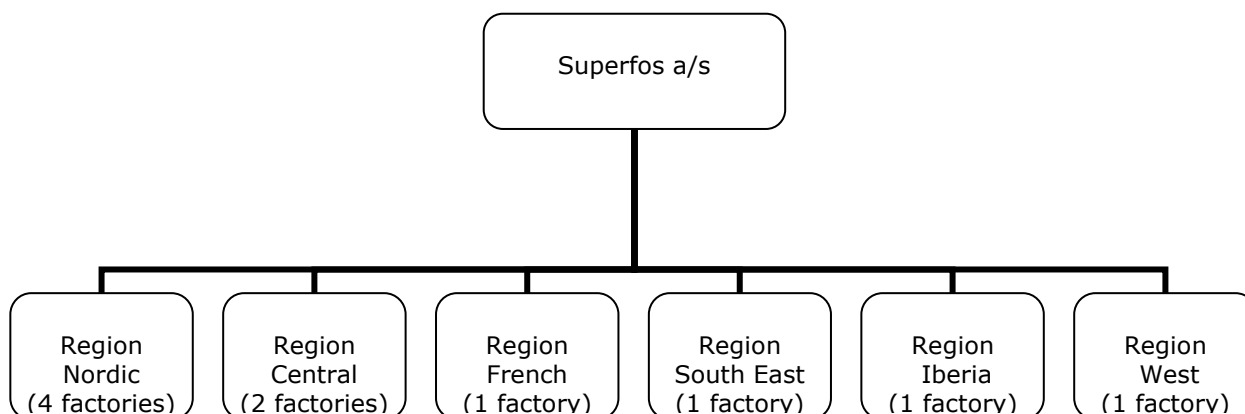 Superfos a/s
Region
Nordic
(4 factories)
Region
Central
(2 factories)
Region
French
(1 factory)
Region
South East
(1 factory)
Region
Iberia
(1 factory)
Region
West
(1 factory)